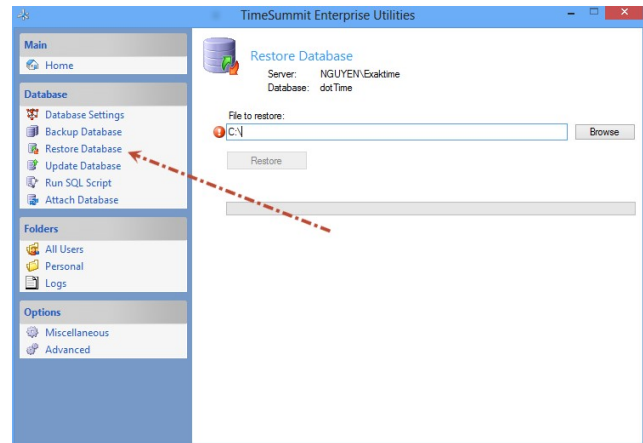 TimeSummit Enterprise Utilities
Main
Home
Database
Database Settings
Backup Database
Restore Database
Update Database
Run SQL Script
Attach Database
Folders
All Users
Personal
Logs
Options
Miscellaneous
Advanced
Restore Database
Server: NGUYEN\Exaktime
Database: dotTime
File to restore:
C:\
Browse
Restore